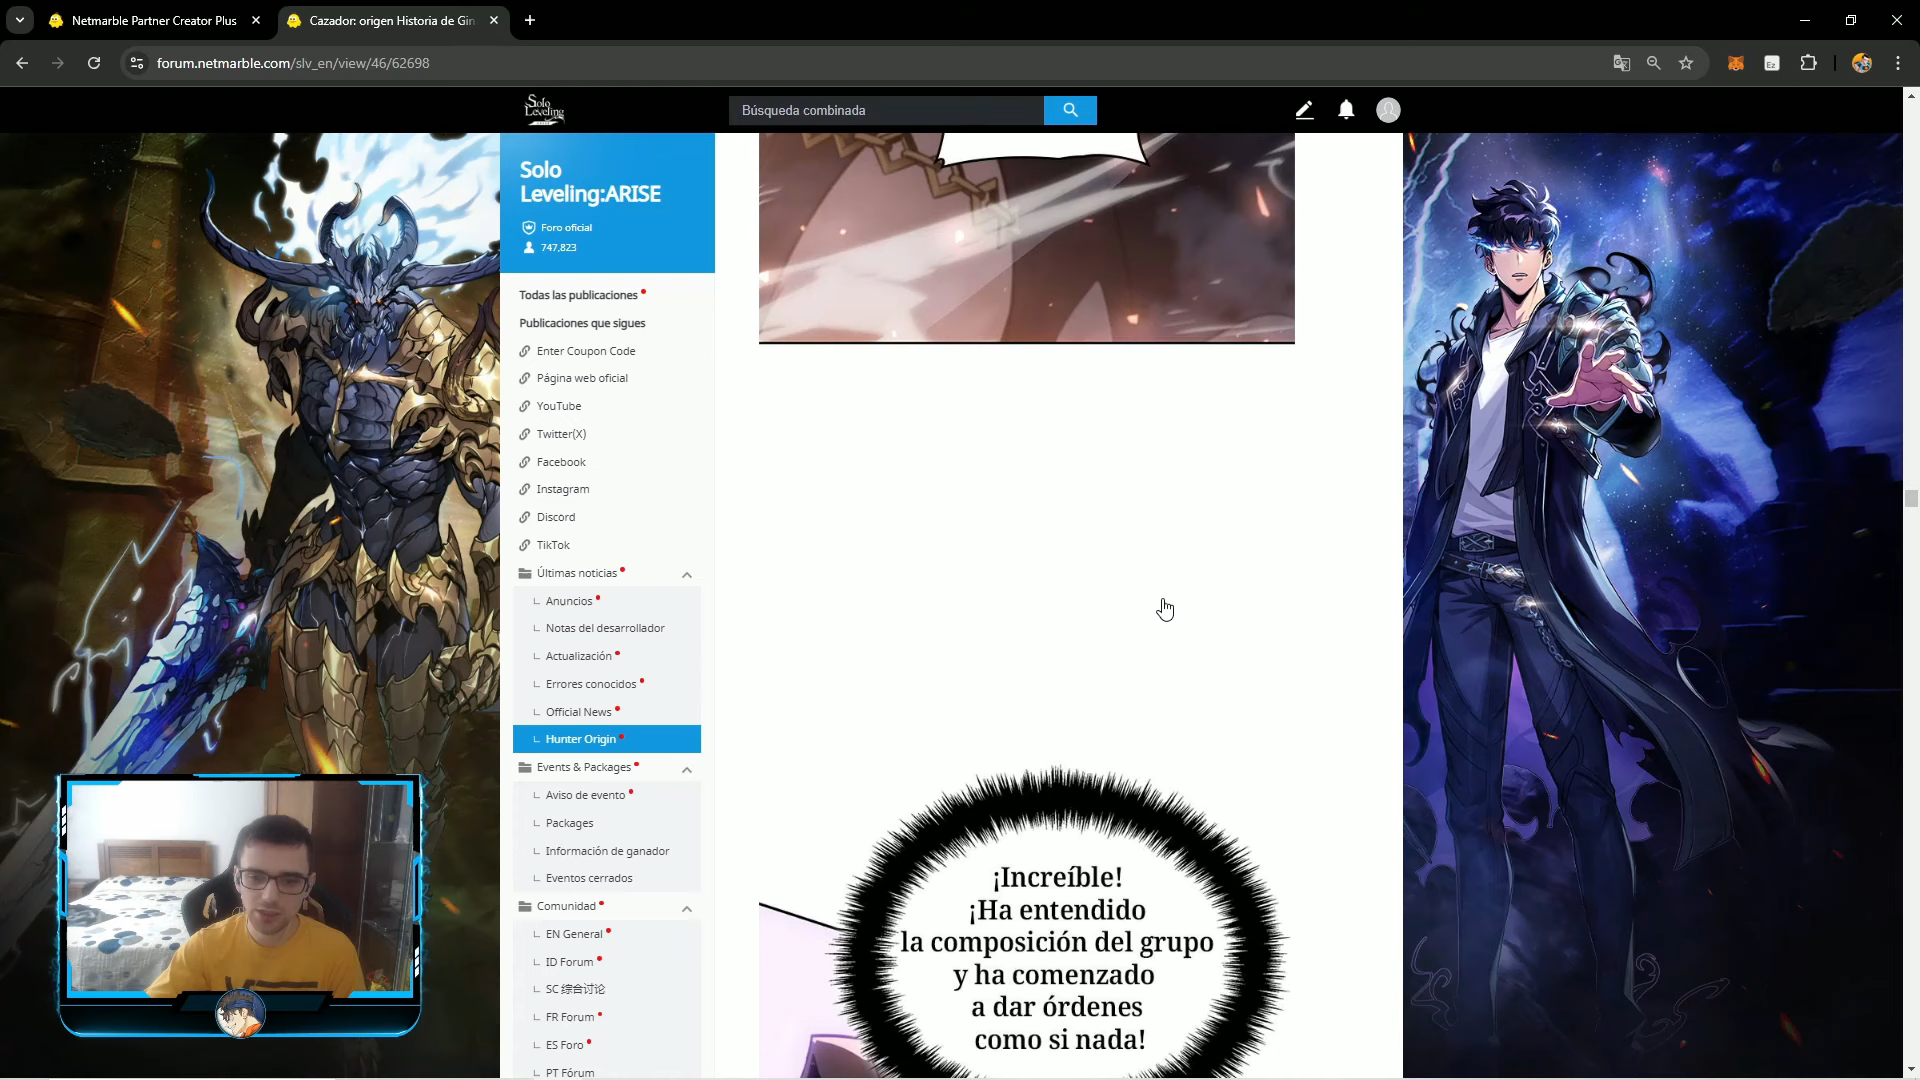 Netmarble Partner Creator Plus
Cazador: origen Historia de Gin
forum.netmarble.com/slv_en/view/46/62698
Ez
Solo
Leveling
Búsqueda combinada
Solo
Leveling:ARISE
Foro oficial
747,823
Todas las publicaciones
Publicaciones que sigues
Enter Coupon Code
Página web oficial
YouTube
Twitter(X)
Facebook
Instagram
Discord
TikTok
Últimas noticias
Anuncios
Notas del desarrollador
Actualización
Errores conocidos
Official News
Hunter Origin
Events & Packages
Aviso de evento
Packages
Información de ganador
Eventos cerrados
Comunidad
EN General
ID Forum
SC 综合讨论
FR Forum
ES Foro
PT Fórum
¡Increíble!
¡Ha entendido
la composición del grupo
y ha comenzado
a dar órdenes
como si nada!